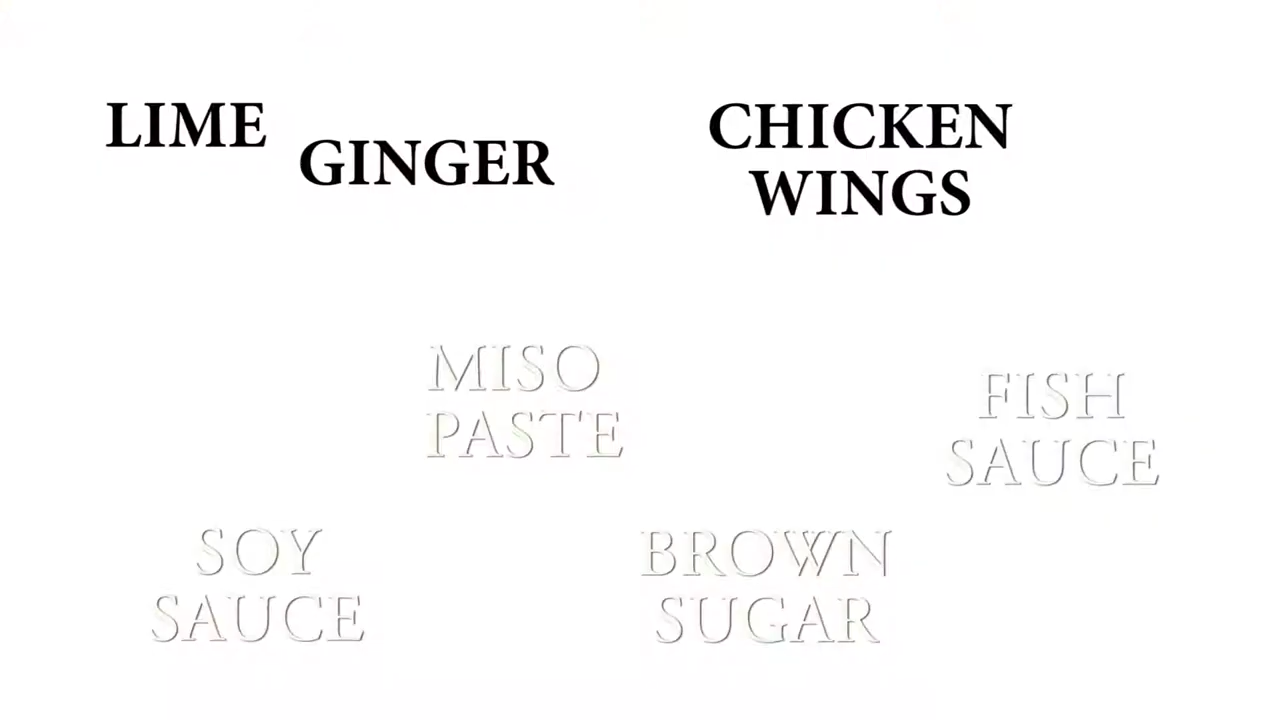 LIME
GINGER
CHICKEN
WINGS
MISO
PASTE
FISH
SAUCE
SOY
SAUCE
BROWN
SUGAR